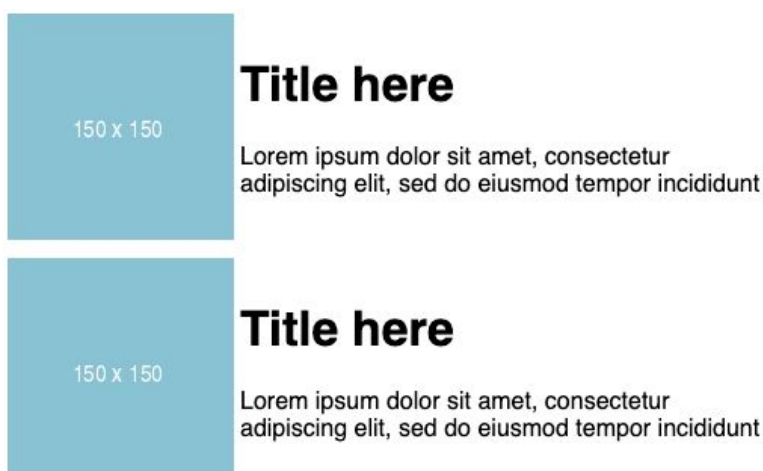 150 x 150
Title here
Lorem ipsum dolor sit amet, consectetur
adipiscing elit, sed do eiusmod tempor incididunt
150 x 150
Title here
Lorem ipsum dolor sit amet, consectetur
adipiscing elit, sed do eiusmod tempor incididunt